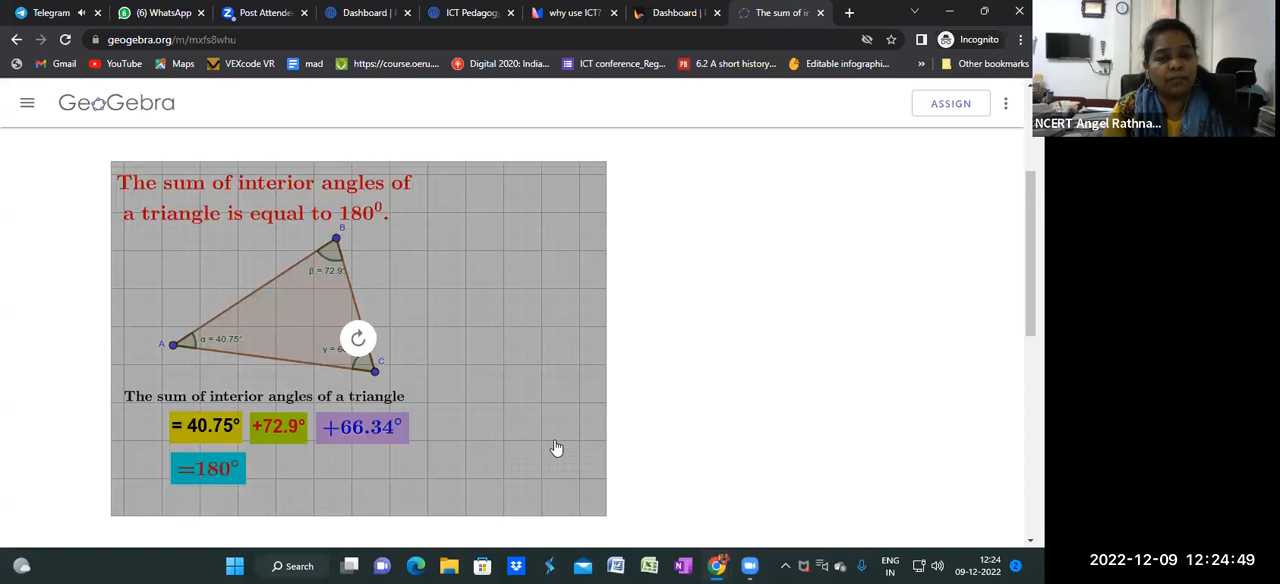 Telegram
(6) WhatsApp
Post Attende
Dashboard |
ICT Pedagog
why use ICT?
Dashboard |
The sum of in
geogebra.org/m/mxfs8whu
Incognito
Gmail
YouTube
Maps
VEXcode VR
mad
https://course.oeru....
Digital 2020: India...
ICT conference_Reg...
6.2 A short history...
Editable infographi...
»
Other bookmarks
GeoGebra
ASSIGN
The sum of interior angles of
a triangle is equal to 180⁰.
B
β = 72.9°
A
α = 40.75°
γ = 6
C
The sum of interior angles of a triangle
= 40.75° +72.9° +66.34°
=180°
NCERT Angel Rathna...
Search
ENG
IN
12:24
09-12-2022
2
2022-12-09 12:24:49